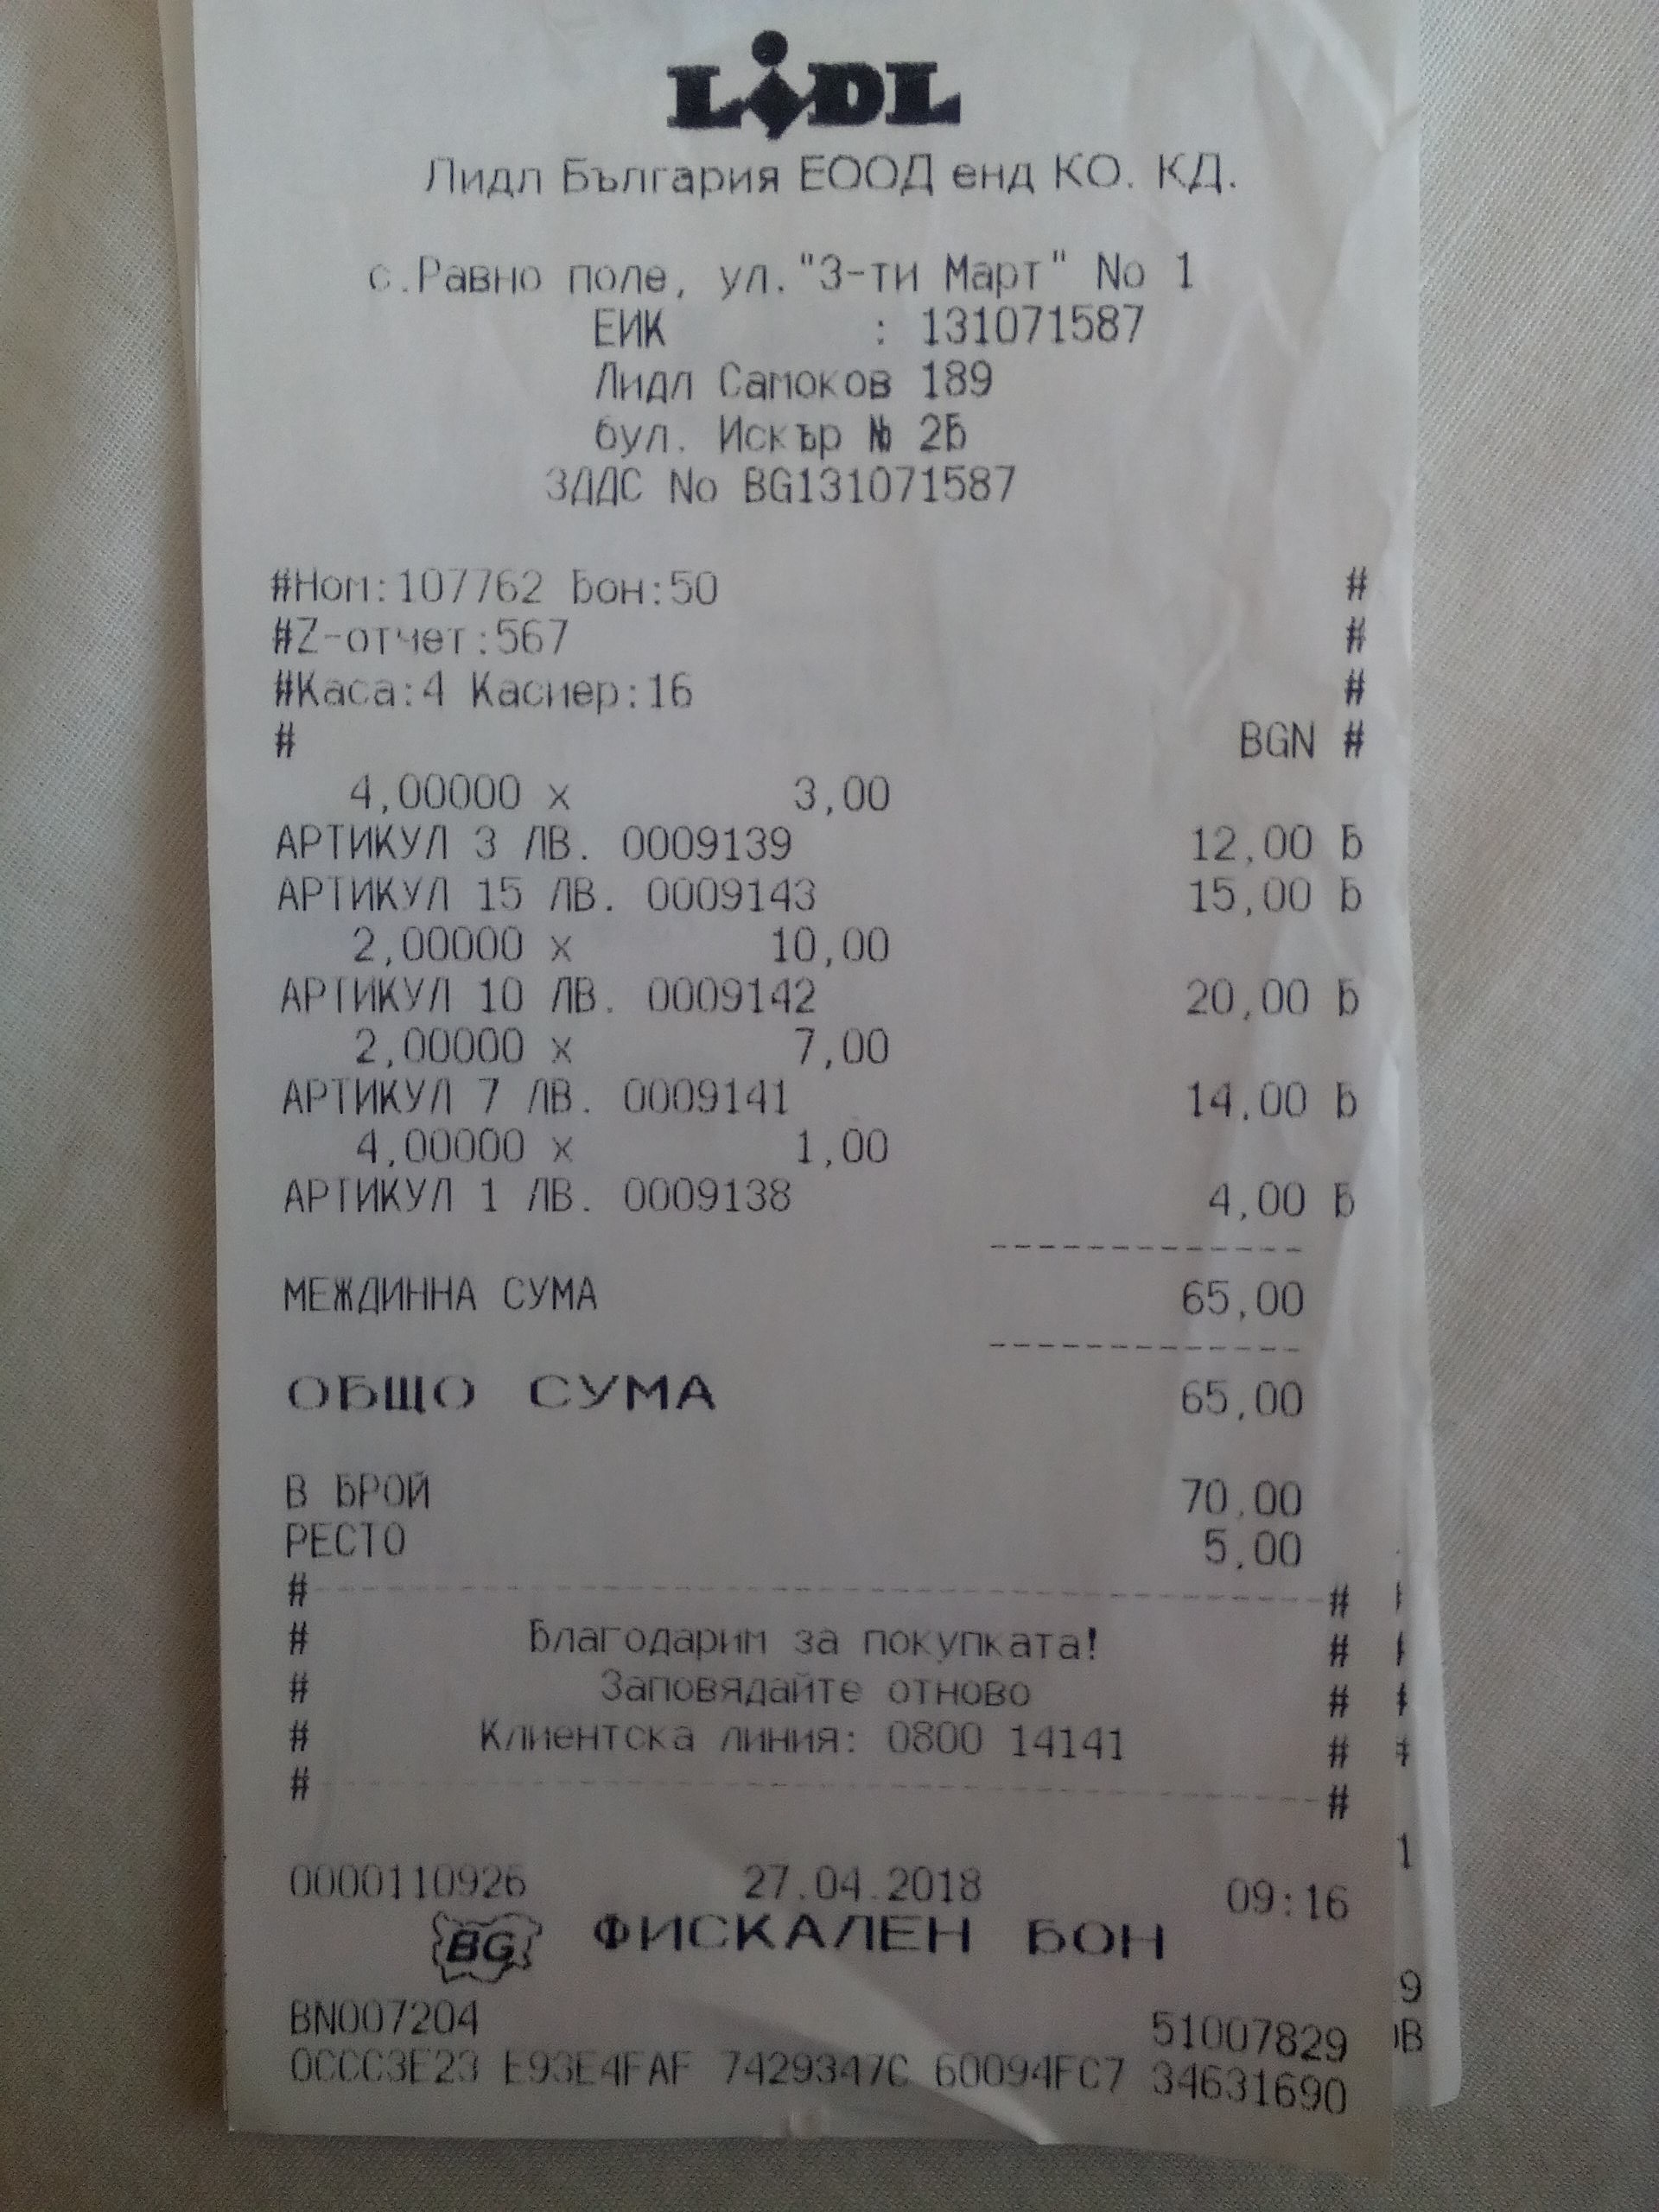 LiDL
Лидл България ЕООД енд КО. КД.
с.Равно поле, ул."3-ти Март" No 1
ЕИК : 131071587
Лидл Самоков 189
бул. Искър № 2Б
ЗДДС No BG131071587
#Ном:107762 Бон:50 #
#Z-отчет:567 #
#Каса:4 Касиер:16 #
# BGN #
4,00000 x 3,00
АРТИКУЛ 3 ЛВ. 0009139 12,00 Б
АРТИКУЛ 15 ЛВ. 0009143 15,00 Б
2,00000 x 10,00
АРТИКУЛ 10 ЛВ. 0009142 20,00 Б
2,00000 x 7,00
АРТИКУЛ 7 ЛВ. 0009141 14,00 Б
4,00000 x 1,00
АРТИКУЛ 1 ЛВ. 0009138 4,00 Б
МЕЖДИННА СУМА 65,00
ОБЩО СУМА 65,00
В БРОЙ 70,00
РЕСТО 5,00
# #
# Благодарим за покупката! #
# Заповядайте отново #
# Клиентска линия: 0800 14141 #
# #
0000110926 27.04.2018 09:16
BG ФИСКАЛЕН БОН
BN007204 51007829
0CCC3E23 E93E4FAF 7429347C 60094FC7 34631690